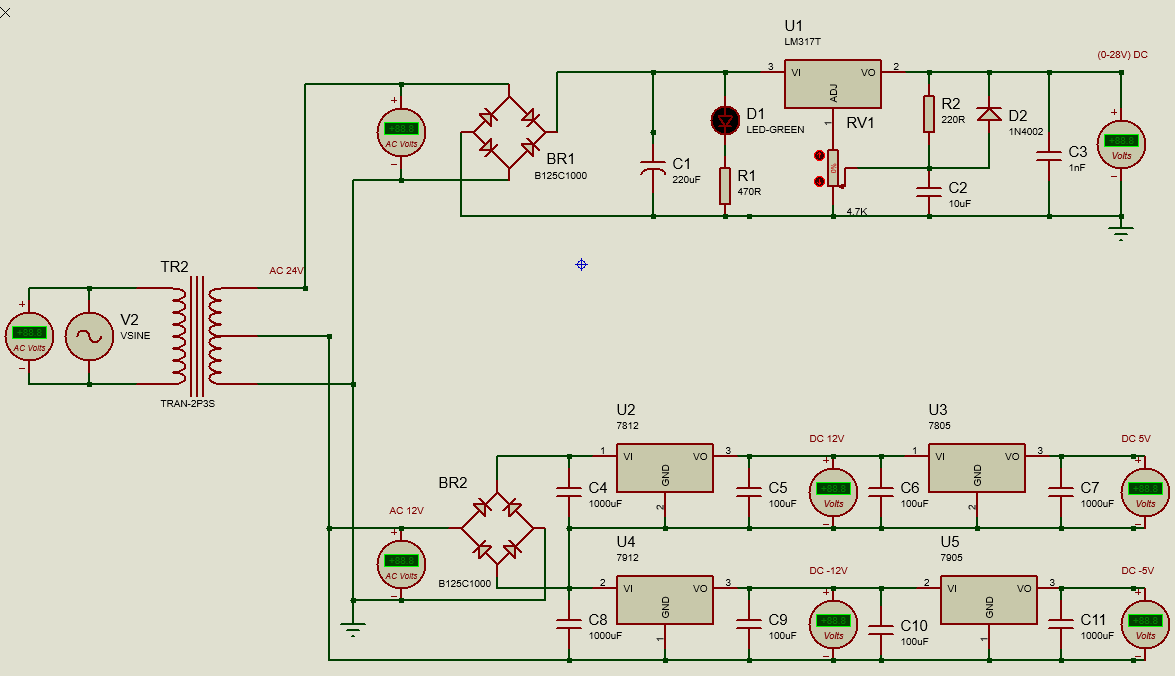 U1
LM317T
(0-28V) DC
3
VI
VO
2
ADJ
1
+
AC Volts
−
BR1
B125C1000
D1
LED-GREEN
R1
470R
C1
220uF
RV1
0%
4.7K
R2
220R
D2
1N4002
C2
10uF
C3
1nF
+
Volts
−
TR2
AC 24V
+
AC Volts
−
V2
VSINE
TRAN-2P3S
U2
7812
U3
7805
DC 12V
DC 5V
1
VI
VO
3
GND
2
+
Volts
−
1
VI
VO
3
GND
2
+
Volts
−
BR2
AC 12V
+
AC Volts
−
B125C1000
C4
1000uF
C5
100uF
C6
100uF
C7
1000uF
U4
7912
U5
7905
DC -12V
DC -5V
2
VI
VO
3
GND
1
+
Volts
−
2
VI
VO
3
GND
1
+
Volts
−
C8
1000uF
C9
100uF
C10
100uF
C11
1000uF